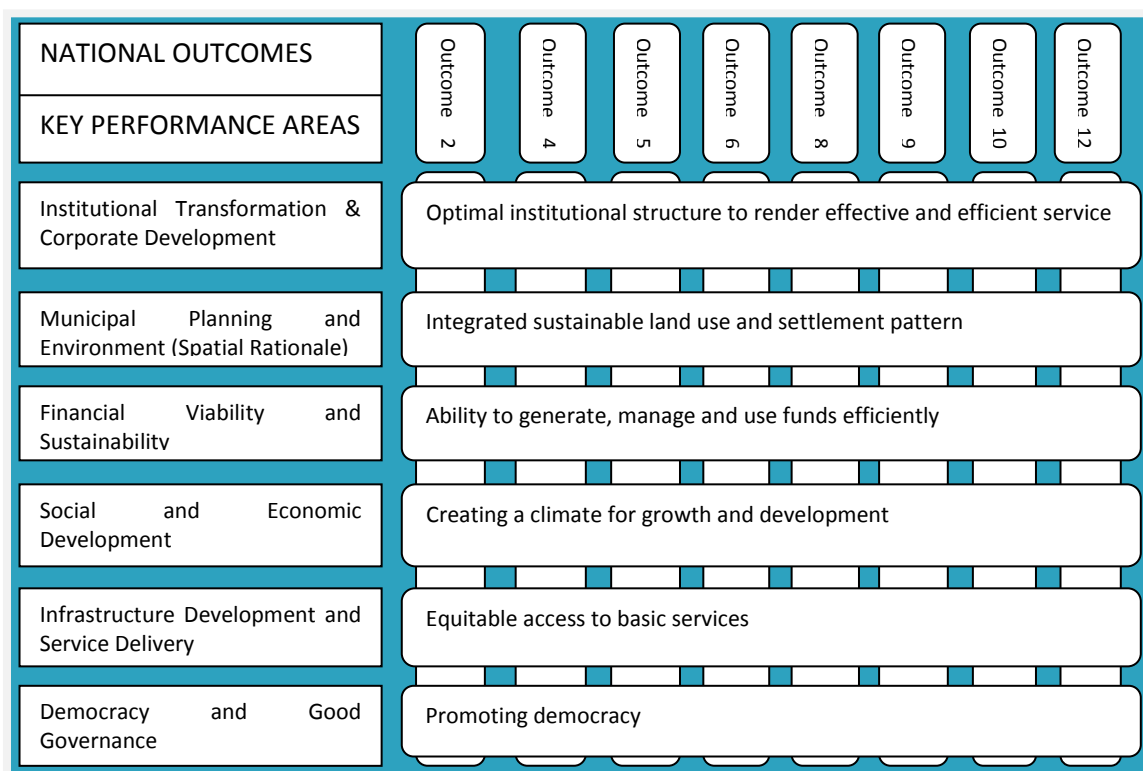 NATIONAL OUTCOMES
KEY PERFORMANCE AREAS
Outcome 2
Outcome 4
Outcome 5
Outcome 6
Outcome 8
Outcome 9
Outcome 10
Outcome 12
Institutional Transformation &
Corporate Development
Optimal institutional structure to render effective and efficient service
Municipal Planning and
Environment (Spatial Rationale)
Integrated sustainable land use and settlement pattern
Financial Viability and
Sustainability
Ability to generate, manage and use funds efficiently
Social and Economic
Development
Creating a climate for growth and development
Infrastructure Development and
Service Delivery
Equitable access to basic services
Democracy and Good
Governance
Promoting democracy